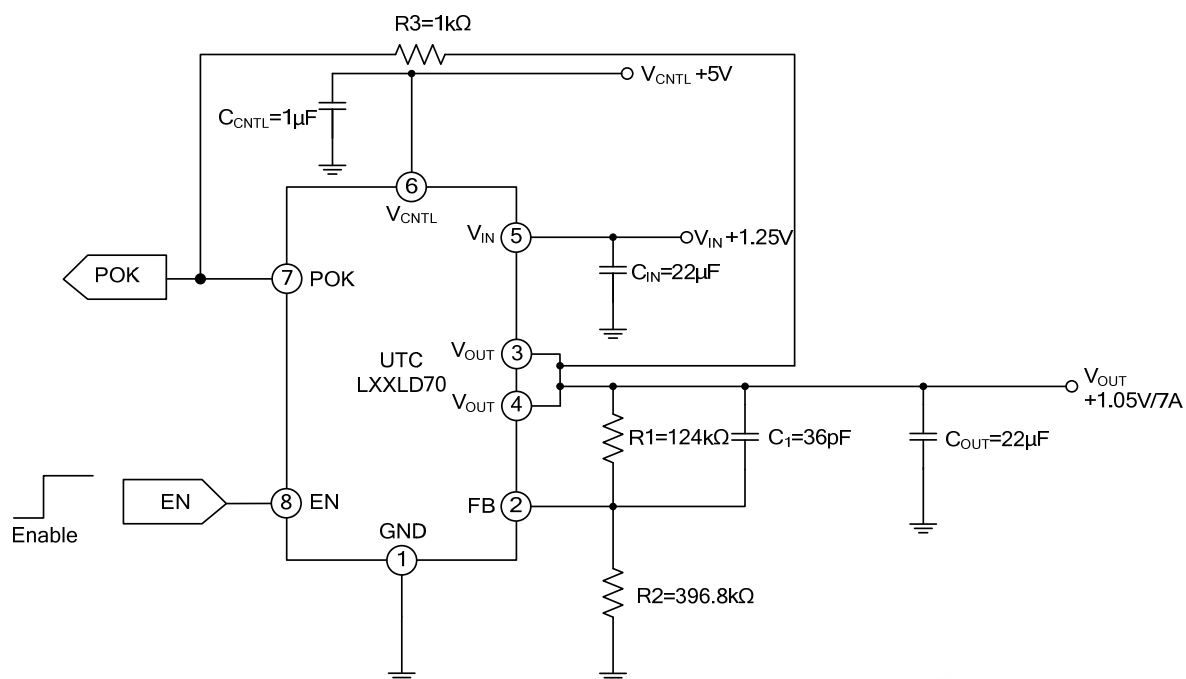 R3=1kΩ
VCNTL +5V
CCNTL=1µF
6
VCNTL
VIN
5
VIN +1.25V
CIN=22µF
POK
7
POK
UTC
LXXLD70
VOUT
3
VOUT
4
VOUT
+1.05V/7A
R1=124kΩ
C1=36pF
COUT=22µF
Enable
EN
8
EN
FB
2
GND
1
R2=396.8kΩ